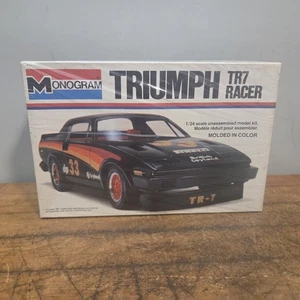 MONOGRAM
TRIUMPH TR7
RACER
1/24 scale unassembled model kit.
Modèle réduit pour assembler.
MOLDED IN COLOR
33
TR-7